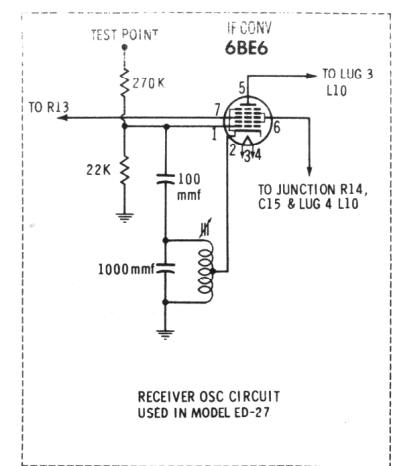 TEST POINT
IF CONV
6BE6
5
TO LUG 3
L10
270K
TO R13
7
1
6
2
3
4
22K
100
mmf
TO JUNCTION R14,
C15 & LUG 4 L10
1000mmf
RECEIVER OSC CIRCUIT
USED IN MODEL ED-27